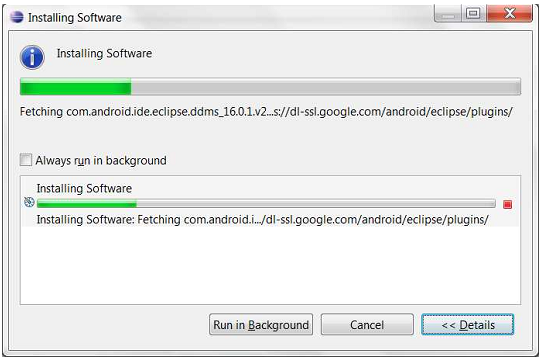 Installing Software
Installing Software
Fetching com.android.ide.eclipse.ddms_16.0.1.v2...s://dl-ssl.google.com/android/eclipse/plugins/
Always run in background
Installing Software
Installing Software: Fetching com.android.i.../dl-ssl.google.com/android/eclipse/plugins/
Run in Background
Cancel
<< Details